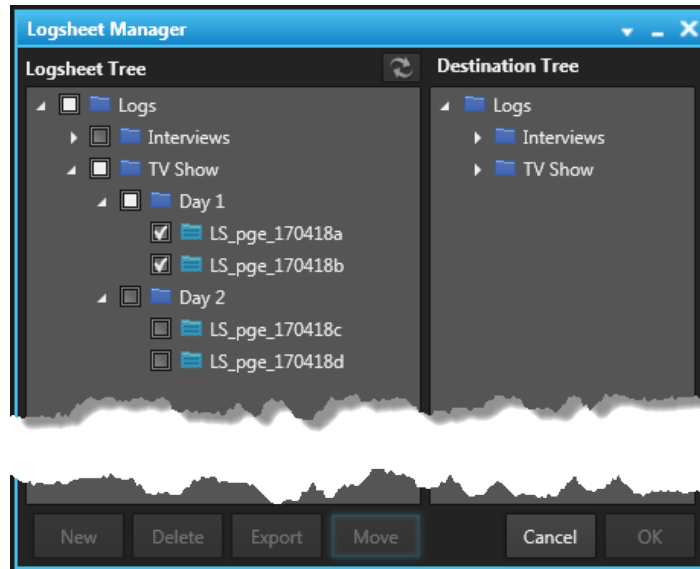 Logsheet Manager
Logsheet Tree
Destination Tree
Logs
Interviews
TV Show
Day 1
LS_pge_170418a
LS_pge_170418b
Day 2
LS_pge_170418c
LS_pge_170418d
Logs
Interviews
TV Show
New Delete Export Move Cancel OK